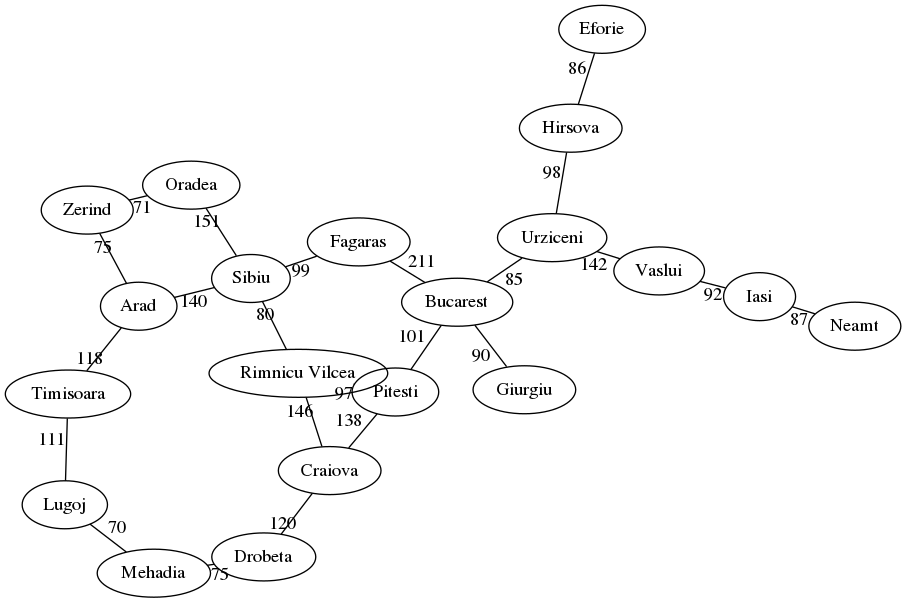 Eforie
86
Hirsova
98
Oradea
Zerind
71
151
75
Fagaras
Urziceni
211
142
Vaslui
Sibiu
99
85
Arad
140
Bucarest
92
Iasi
80
87
Neamt
101
118
90
Rimnicu Vilcea
Timisoara
97
Pitesti
Giurgiu
146
138
111
Craiova
Lugoj
70
120
Drobeta
Mehadia
75